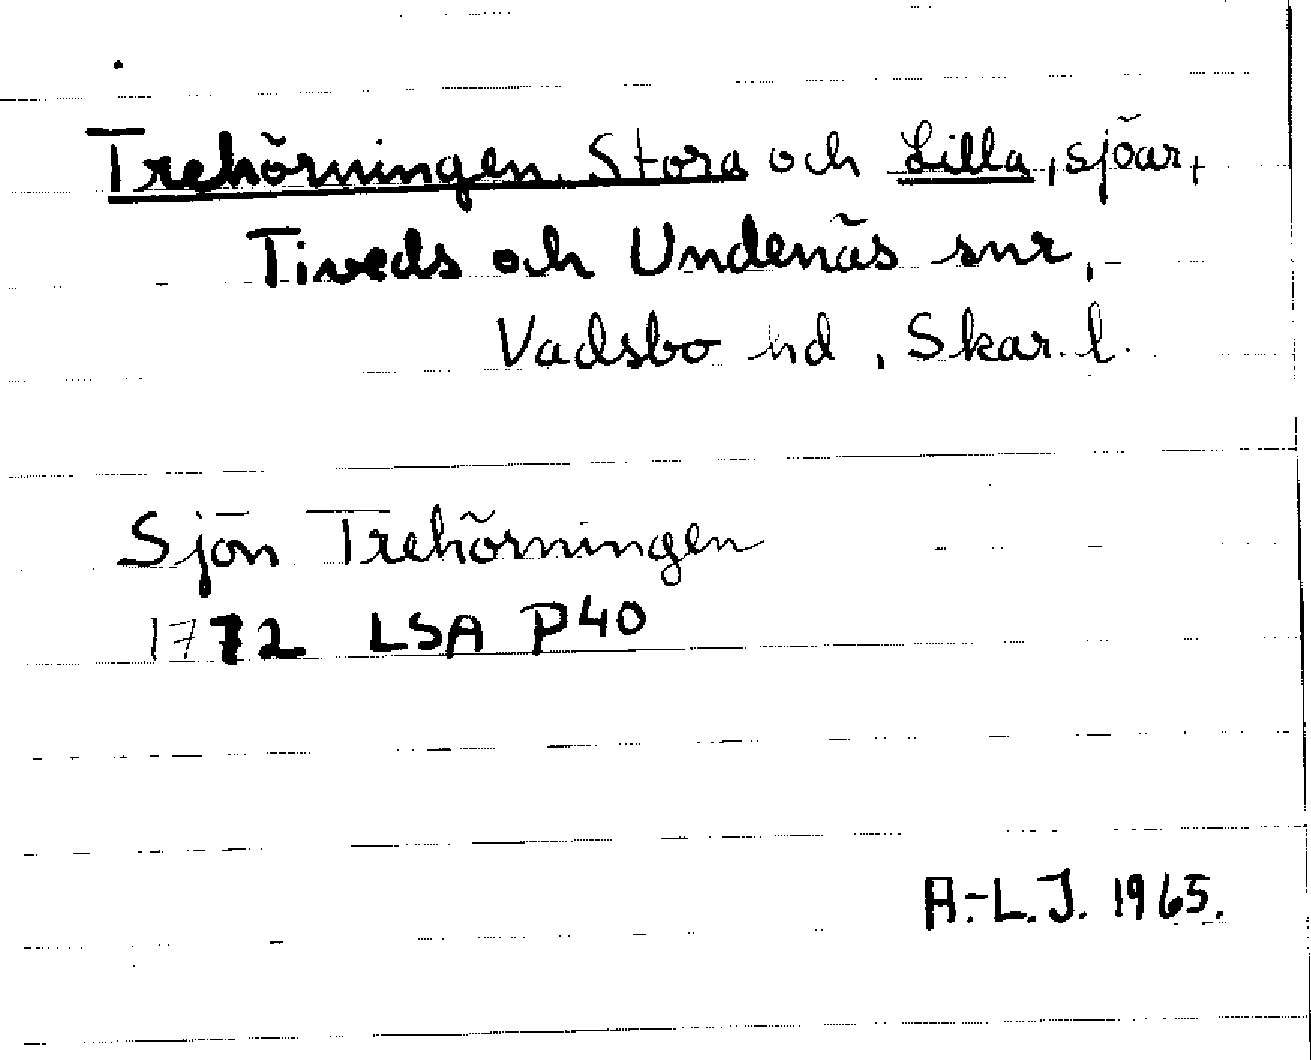 Trehörningen, Stora och Lilla, sjöar,
Tiveds och Undenäs snr,
Vadsbo hd, Skar. l.
Sjön Trehörningen
1772 LSA P40
A.-L.J. 1965.